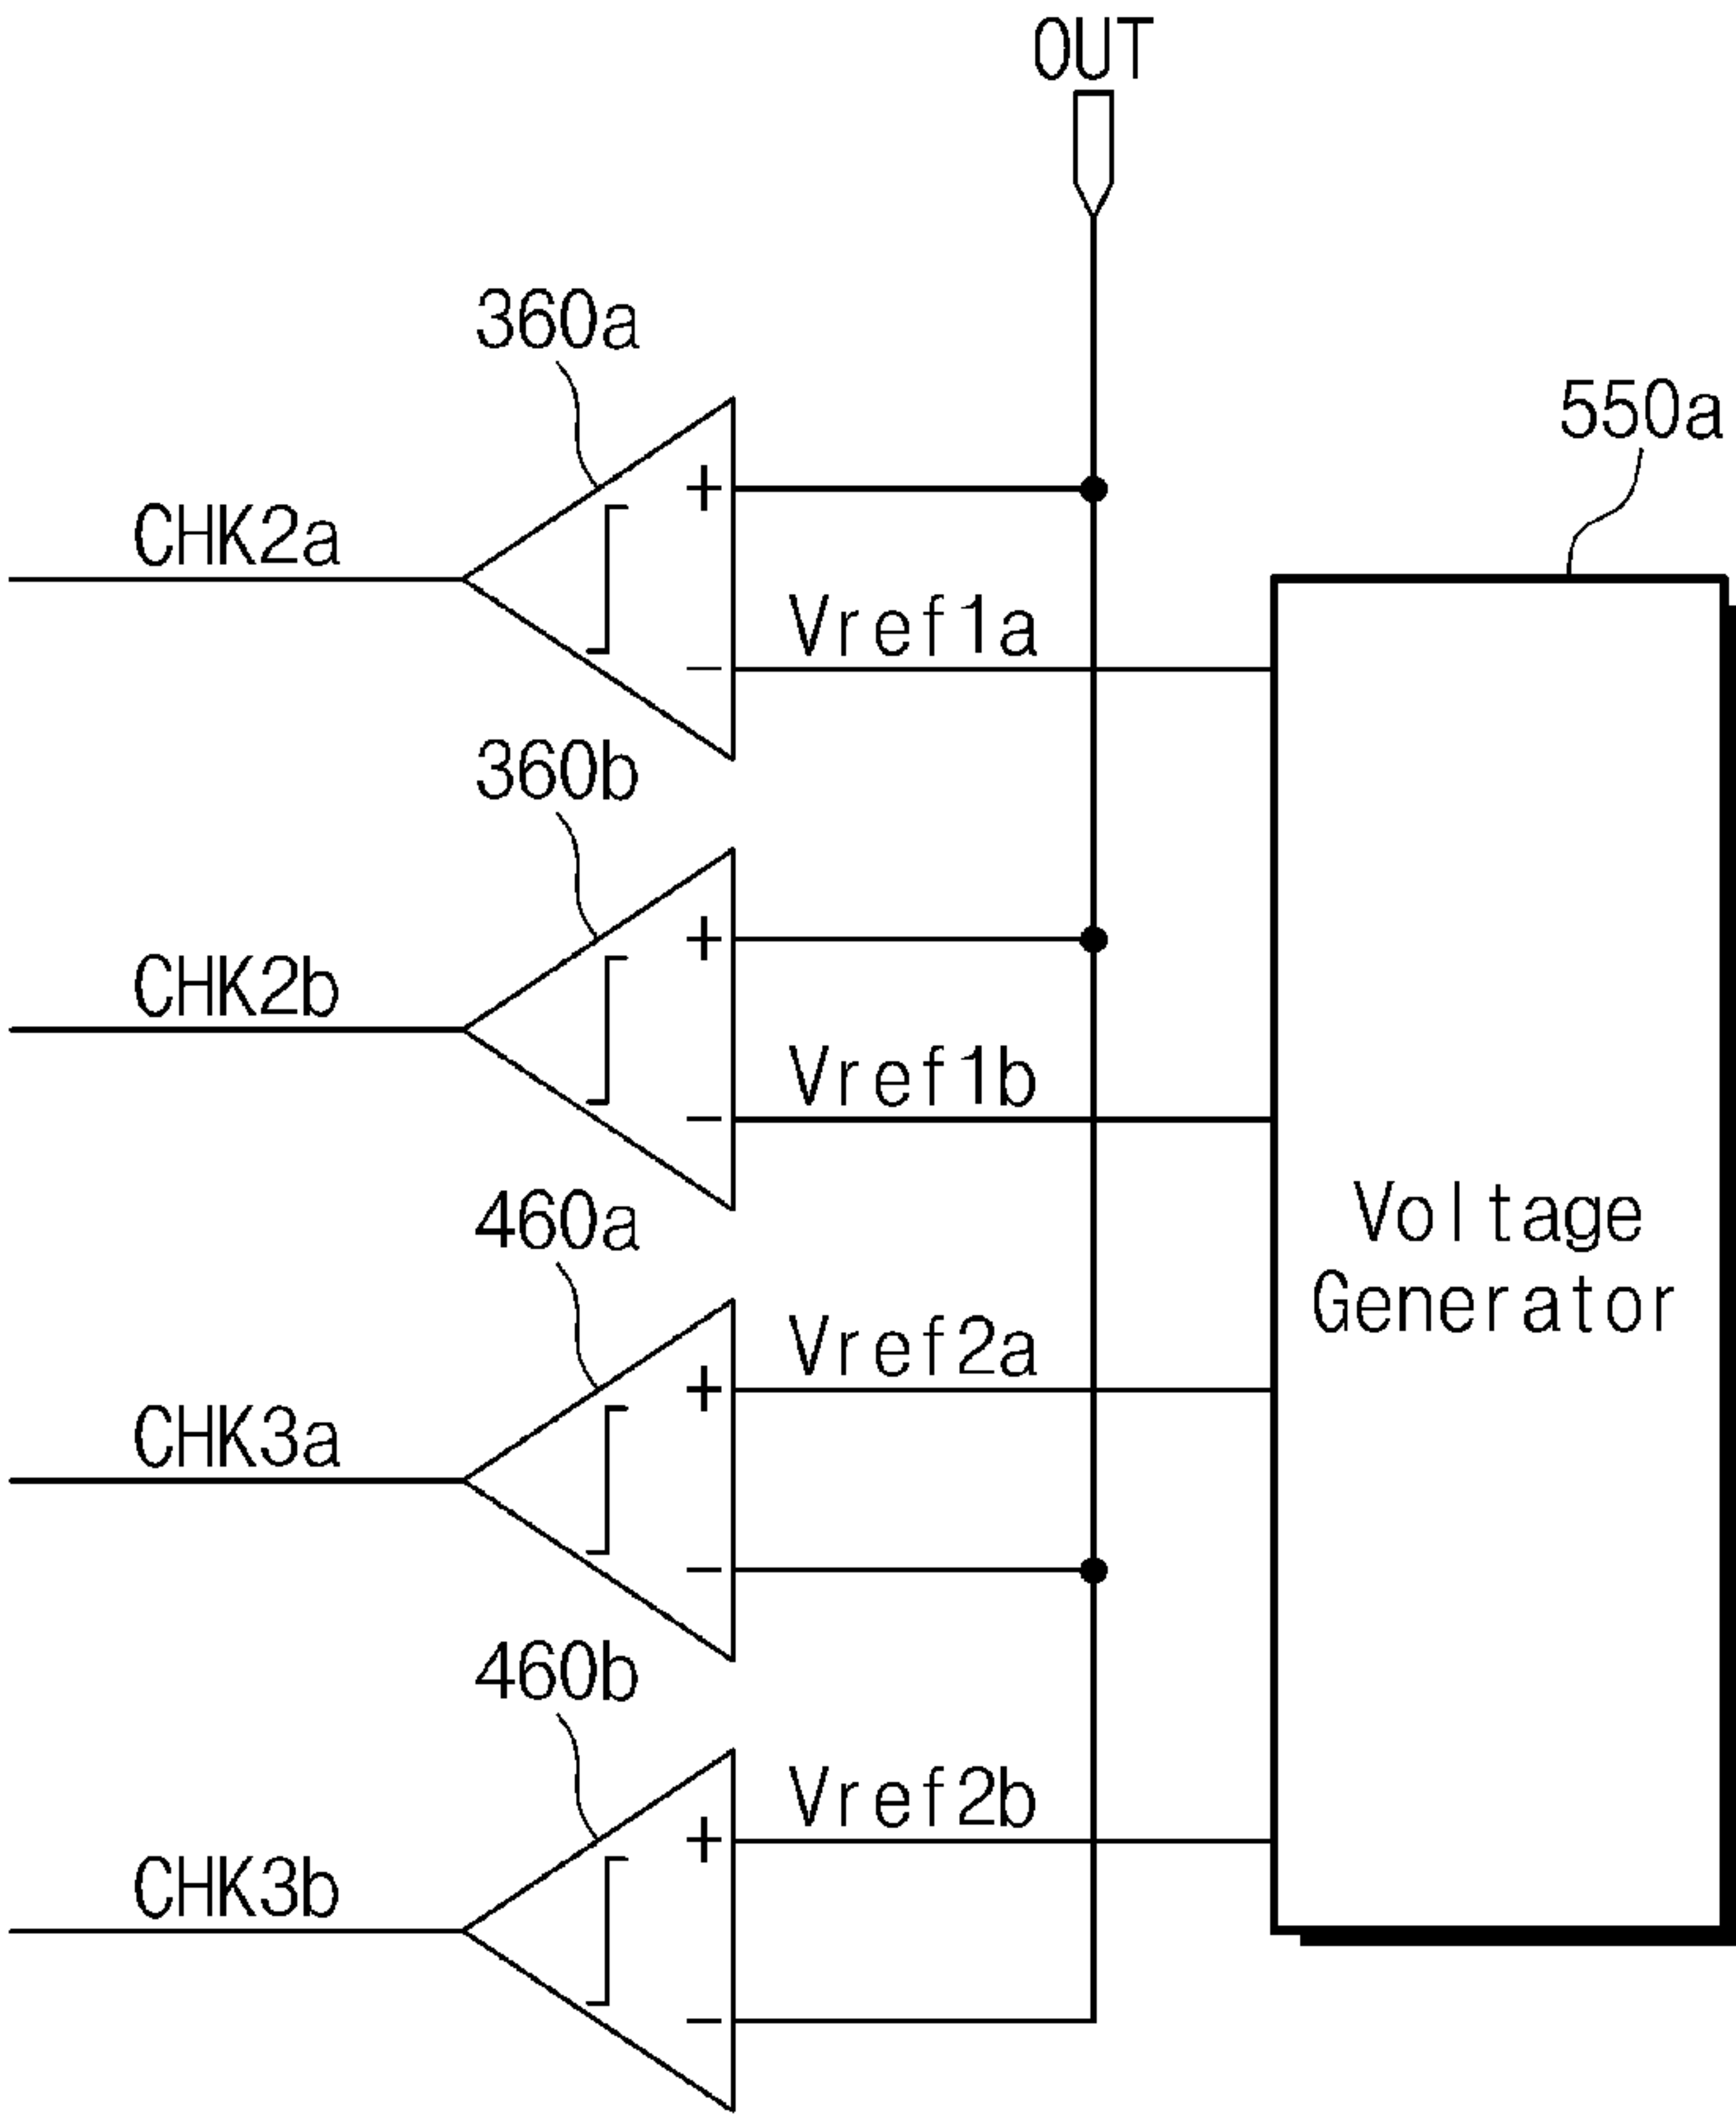 OUT
360a
550a
+
CHK2a
Vref1a
−
360b
+
CHK2b
Vref1b
−
460a
Voltage
Generator
Vref2a
+
CHK3a
−
460b
Vref2b
+
CHK3b
−